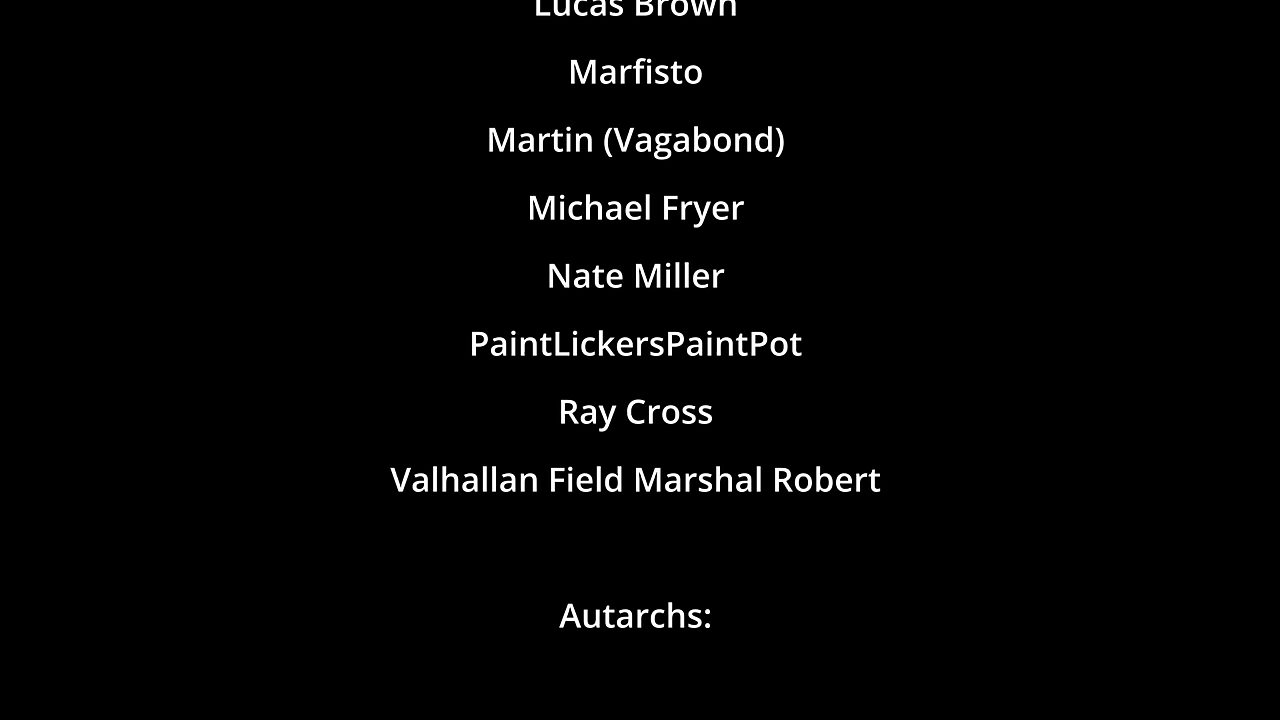 Lucas Brown
Marfisto
Martin (Vagabond)
Michael Fryer
Nate Miller
PaintLickersPaintPot
Ray Cross
Valhallan Field Marshal Robert
Autarchs: